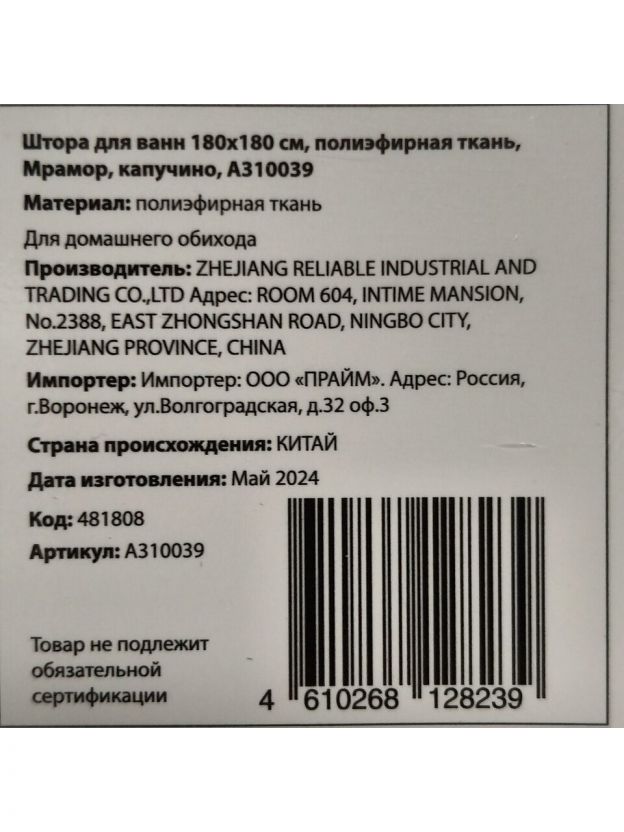 Штора для ванн 180х180 см, полиэфирная ткань,
Мрамор, капучино, А310039
Материал: полиэфирная ткань
Для домашнего обихода
Производитель: ZHEJIANG RELIABLE INDUSTRIAL AND
TRADING CO.,LTD Адрес: ROOM 604, INTIME MANSION,
No.2388, EAST ZHONGSHAN ROAD, NINGBO CITY,
ZHEJIANG PROVINCE, CHINA
Импортер: Импортер: ООО «ПРАЙМ». Адрес: Россия,
г.Воронеж, ул.Волгоградская, д.32 оф.3
Страна происхождения: КИТАЙ
Дата изготовления: Май 2024
Код: 481808
Артикул: А310039
Товар не подлежит
обязательной
сертификации
4 610268 128239